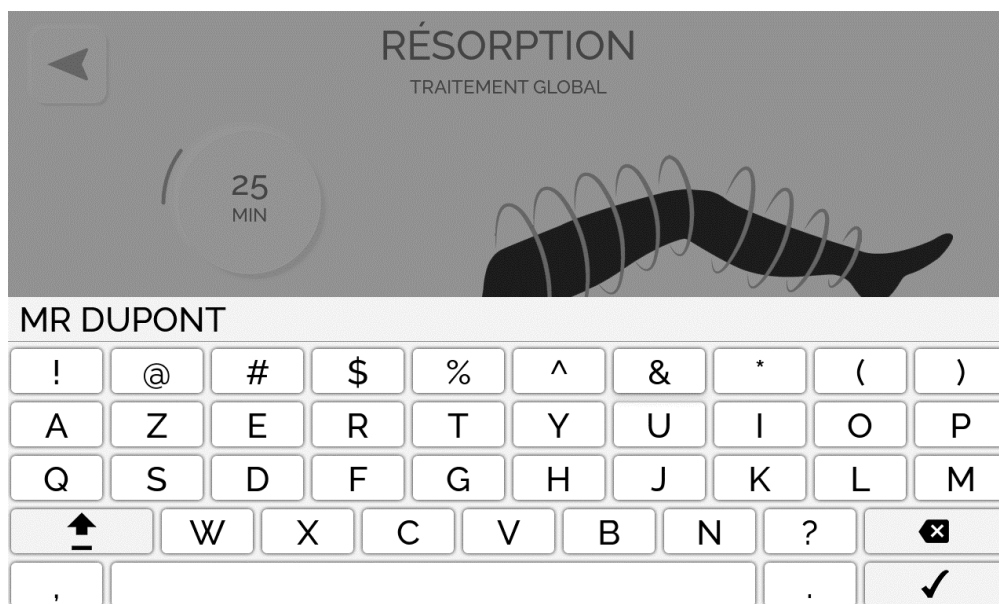 RÉSORPTION
TRAITEMENT GLOBAL
25
MIN
MR DUPONT
! @ # $ % ^ & * ( )
A Z E R T Y U I O P
Q S D F G H J K L M
W X C V B N ?
, .